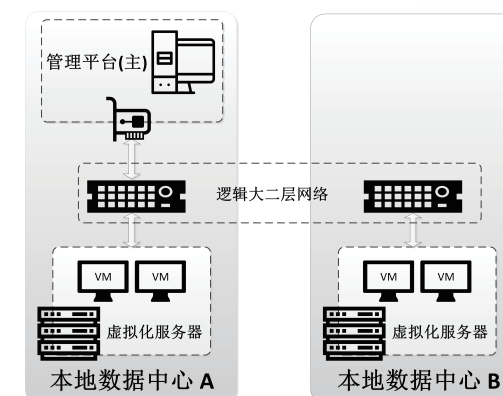 管理平台(主)
逻辑大二层网络
VM
VM
虚拟化服务器
本地数据中心 A
VM
VM
虚拟化服务器
本地数据中心 B